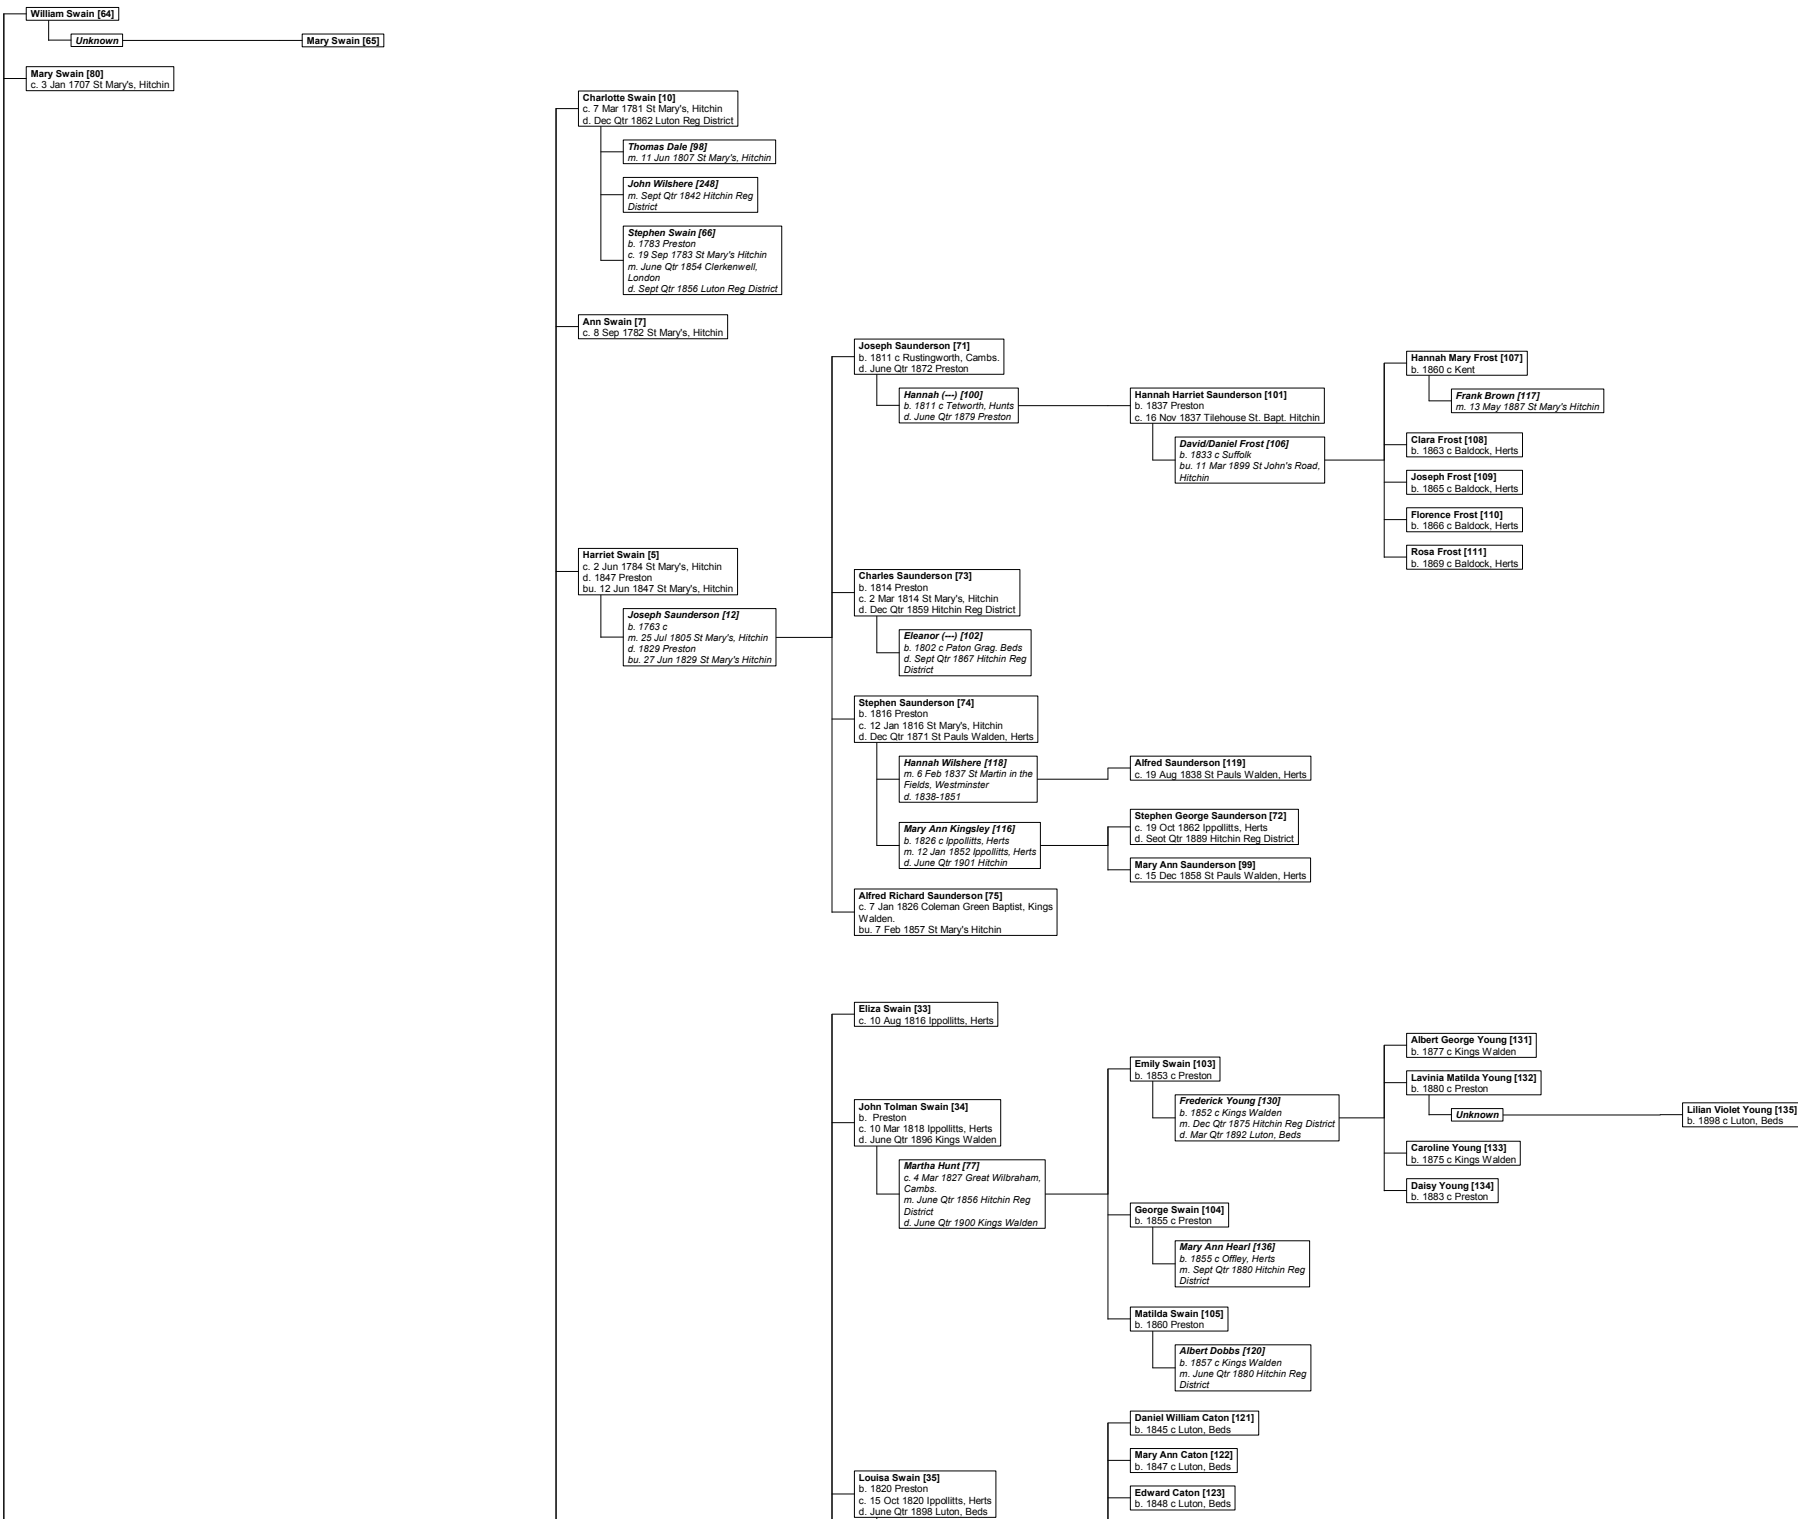 William Swain [64]
Unknown
Mary Swain [65]
Mary Swain [80]
c. 3 Jan 1707 St Mary's, Hitchin
Charlotte Swain [10]
c. 7 Mar 1781 St Mary's, Hitchin
d. Dec Qtr 1862 Luton Reg District
Thomas Dale [98]
m. 11 Jun 1807 St Mary's, Hitchin
John Wilshere [248]
m. Sept Qtr 1842 Hitchin Reg
District
Stephen Swain [66]
b. 1783 Preston
c. 19 Sep 1783 St Mary's Hitchin
m. June Qtr 1854 Clerkenwell,
London
d. Sept Qtr 1856 Luton Reg District
Ann Swain [7]
c. 8 Sep 1782 St Mary's, Hitchin
Harriet Swain [5]
c. 2 Jun 1784 St Mary's, Hitchin
d. 1847 Preston
bu. 12 Jun 1847 St Mary's, Hitchin
Joseph Saunderson [12]
b. 1763 c
m. 25 Jul 1805 St Mary's, Hitchin
d. 1829 Preston
bu. 27 Jun 1829 St Mary's Hitchin
Joseph Saunderson [71]
b. 1811 c Rustingworth, Cambs.
d. June Qtr 1872 Preston
Hannah (---) [100]
b. 1811 c Tetworth, Hunts
d. June Qtr 1879 Preston
Hannah Harriet Saunderson [101]
b. 1837 Preston
c. 16 Nov 1837 Tilehouse St. Bapt. Hitchin
David/Daniel Frost [106]
b. 1833 c Suffolk
bu. 11 Mar 1899 St John's Road,
Hitchin
Hannah Mary Frost [107]
b. 1860 c Kent
Frank Brown [117]
m. 13 May 1887 St Mary's Hitchin
Clara Frost [108]
b. 1863 c Baldock, Herts
Joseph Frost [109]
b. 1865 c Baldock, Herts
Florence Frost [110]
b. 1866 c Baldock, Herts
Rosa Frost [111]
b. 1869 c Baldock, Herts
Charles Saunderson [73]
b. 1814 Preston
c. 2 Mar 1814 St Mary's, Hitchin
d. Dec Qtr 1859 Hitchin Reg District
Eleanor (---) [102]
b. 1802 c Paton Grag. Beds
d. Sept Qtr 1867 Hitchin Reg
District
Stephen Saunderson [74]
b. 1816 Preston
c. 12 Jan 1816 St Mary's, Hitchin
d. Dec Qtr 1871 St Pauls Walden, Herts
Hannah Wilshere [118]
m. 6 Feb 1837 St Martin in the
Fields, Westminster
d. 1838-1851
Alfred Saunderson [119]
c. 19 Aug 1838 St Pauls Walden, Herts
Mary Ann Kingsley [116]
b. 1826 c Ippollitts, Herts
m. 12 Jan 1852 Ippollitts, Herts
d. June Qtr 1901 Hitchin
Stephen George Saunderson [72]
c. 19 Oct 1862 Ippollitts, Herts
d. Seot Qtr 1889 Hitchin Reg District
Mary Ann Saunderson [99]
c. 15 Dec 1858 St Pauls Walden, Herts
Alfred Richard Saunderson [75]
c. 7 Jan 1826 Coleman Green Baptist, Kings
Walden.
bu. 7 Feb 1857 St Mary's Hitchin
Eliza Swain [33]
c. 10 Aug 1816 Ippollitts, Herts
John Tolman Swain [34]
b. Preston
c. 10 Mar 1818 Ippollitts, Herts
d. June Qtr 1896 Kings Walden
Martha Hunt [77]
c. 4 Mar 1827 Great Wilbraham,
Cambs.
m. June Qtr 1856 Hitchin Reg
District
d. June Qtr 1900 Kings Walden
Emily Swain [103]
b. 1853 c Preston
Frederick Young [130]
b. 1852 c Kings Walden
m. Dec Qtr 1875 Hitchin Reg District
d. Mar Qtr 1892 Luton, Beds
Albert George Young [131]
b. 1877 c Kings Walden
Lavinia Matilda Young [132]
b. 1880 c Preston
Unknown
Lilian Violet Young [135]
b. 1898 c Luton, Beds
Caroline Young [133]
b. 1875 c Kings Walden
Daisy Young [134]
b. 1883 c Preston
George Swain [104]
b. 1855 c Preston
Mary Ann Hearl [136]
b. 1855 c Offley, Herts
m. Sept Qtr 1880 Hitchin Reg
District
Matilda Swain [105]
b. 1860 Preston
Albert Dobbs [120]
b. 1857 c Kings Walden
m. June Qtr 1880 Hitchin Reg
District
Louisa Swain [35]
b. 1820 Preston
c. 15 Oct 1820 Ippollitts, Herts
d. June Qtr 1898 Luton, Beds
Daniel William Caton [121]
b. 1845 c Luton, Beds
Mary Ann Caton [122]
b. 1847 c Luton, Beds
Edward Caton [123]
b. 1848 c Luton, Beds